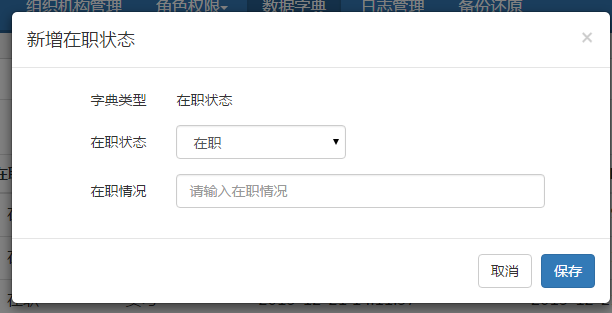 组织机构管理 角色权限 数据字典 日志管理 备份还原
新增在职状态 ×
字典类型 在职状态
在职状态 在职
在职情况 请输入在职情况
取消 保存